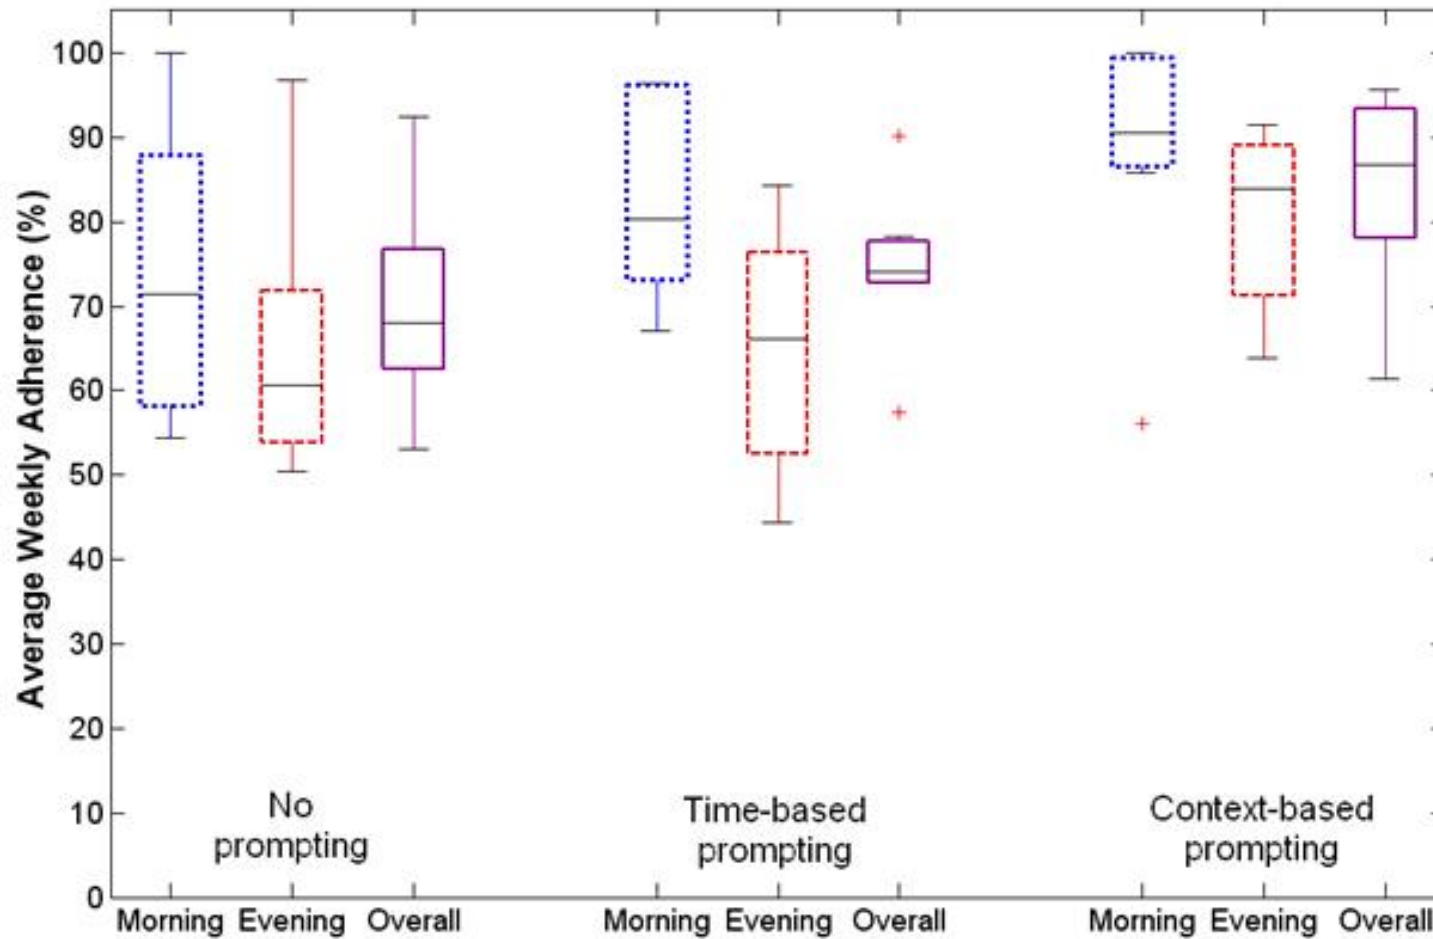 Average Weekly Adherence (%)
100
90
80
70
60
50
40
30
20
10
0
No
prompting
Time-based
prompting
Context-based
prompting
Morning Evening Overall Morning Evening Overall Morning Evening Overall